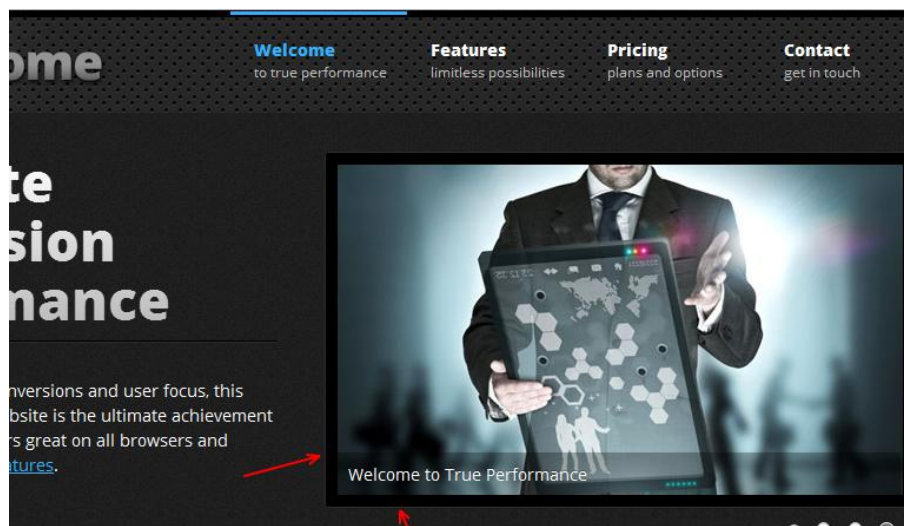 ome
Welcome
to true performance
Features
limitless possibilities
Pricing
plans and options
Contact
get in touch
te
sion
mance
nversions and user focus, this
bsite is the ultimate achievement
rs great on all browsers and
atures.
Welcome to True Performance